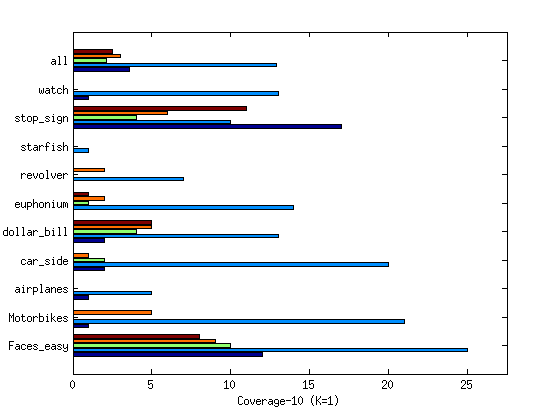 all
watch
stop_sign
starfish
revolver
euphonium
dollar_bill
car_side
airplanes
Motorbikes
Faces_easy
0 5 10 15 20 25
Coverage-10 (K=1)